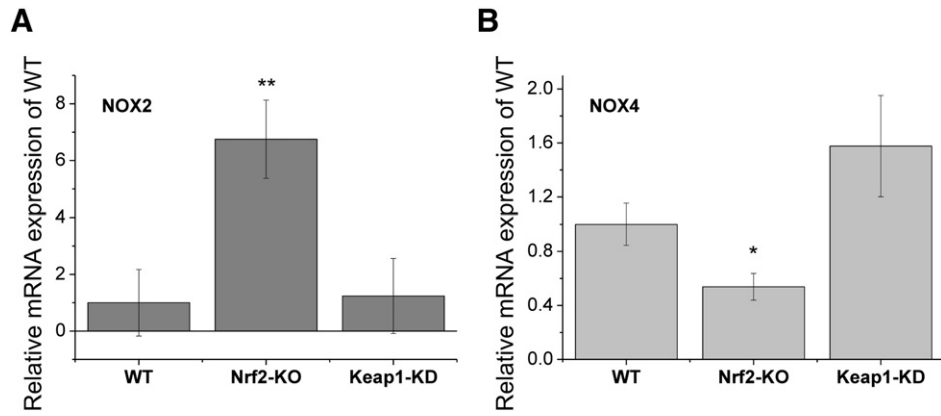 A
Relative mRNA expression of WT
8
6
4
2
0
NOX2
**
WT Nrf2-KO Keap1-KD
B
Relative mRNA expression of WT
2.0
1.6
1.2
0.8
0.4
0.0
NOX4
*
WT Nrf2-KO Keap1-KD